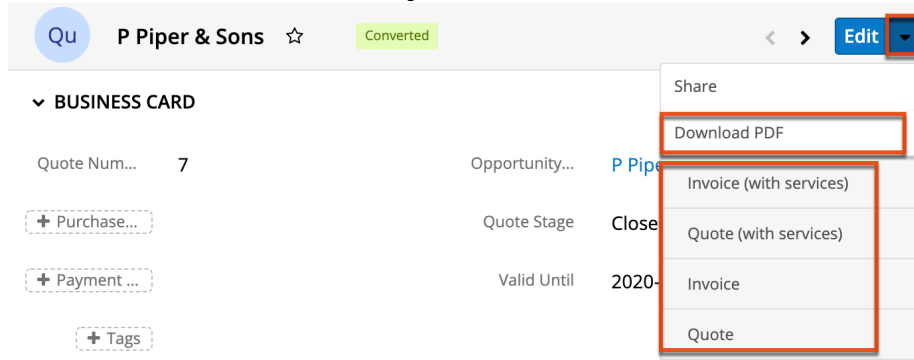 Qu P Piper & Sons Converted Edit
Share
BUSINESS CARD
Download PDF
Quote Num... 7 Opportunity... P Pipe
Invoice (with services)
+ Purchase... Quote Stage Close
Quote (with services)
+ Payment ... Valid Until 2020-
Invoice
+ Tags
Quote